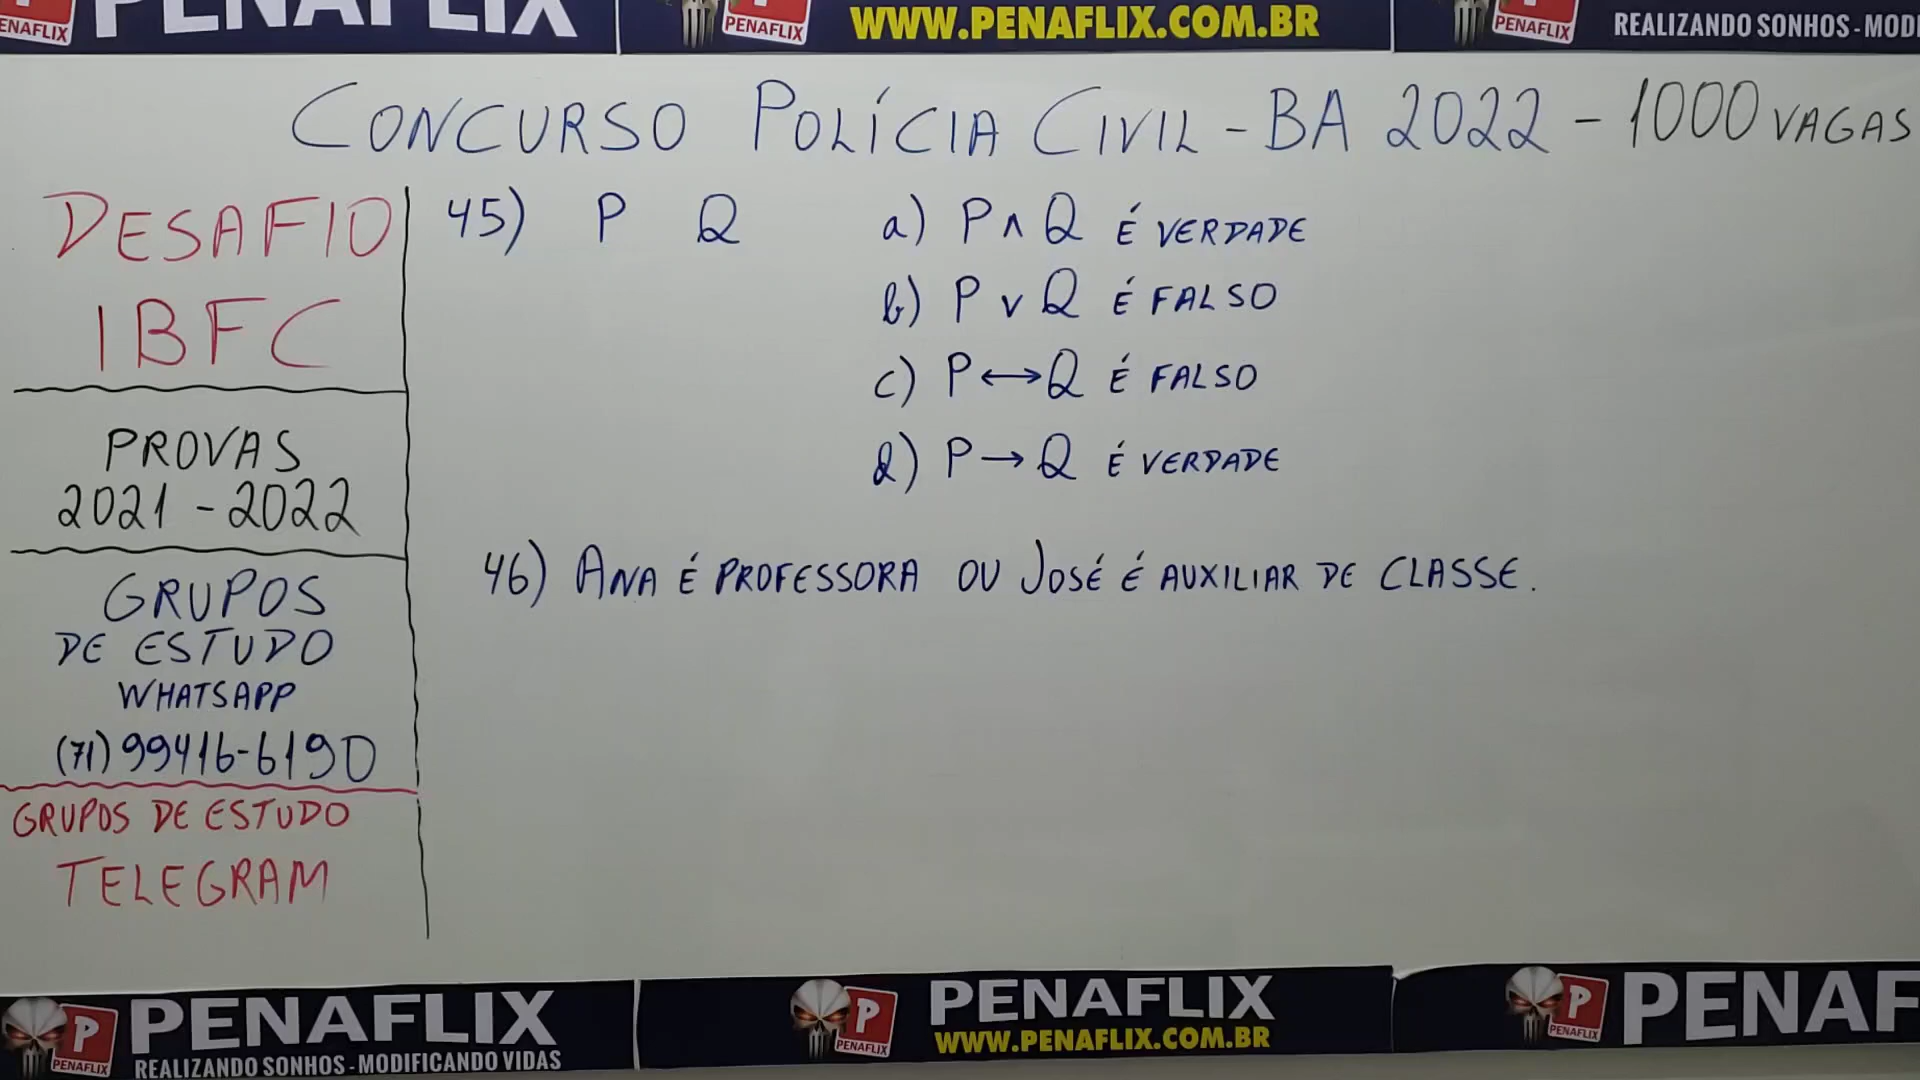 PENAFLIX
PENAFLIX
PENAFLIX
WWW.PENAFLIX.COM.BR
PENAFLIX
REALIZANDO SONHOS - MODI
CONCURSO POLÍCIA CIVIL - BA 2022 - 1000 VAGAS
DESAFIO
IBFC
PROVAS
2021 - 2022
GRUPOS
DE ESTUDO
WHATSAPP
(71) 99416-6190
GRUPOS DE ESTUDO
TELEGRAM
45) P Q
a) P ∧ Q É VERDADE
b) P ∨ Q É FALSO
c) P ↔ Q É FALSO
d) P → Q É VERDADE
46) ANA É PROFESSORA OU JOSÉ É AUXILIAR DE CLASSE.
P
PENAFLIX
PENAFLIX
REALIZANDO SONHOS - MODIFICANDO VIDAS
P
PENAFLIX
PENAFLIX
WWW.PENAFLIX.COM.BR
P
PENAFLIX
PENAF